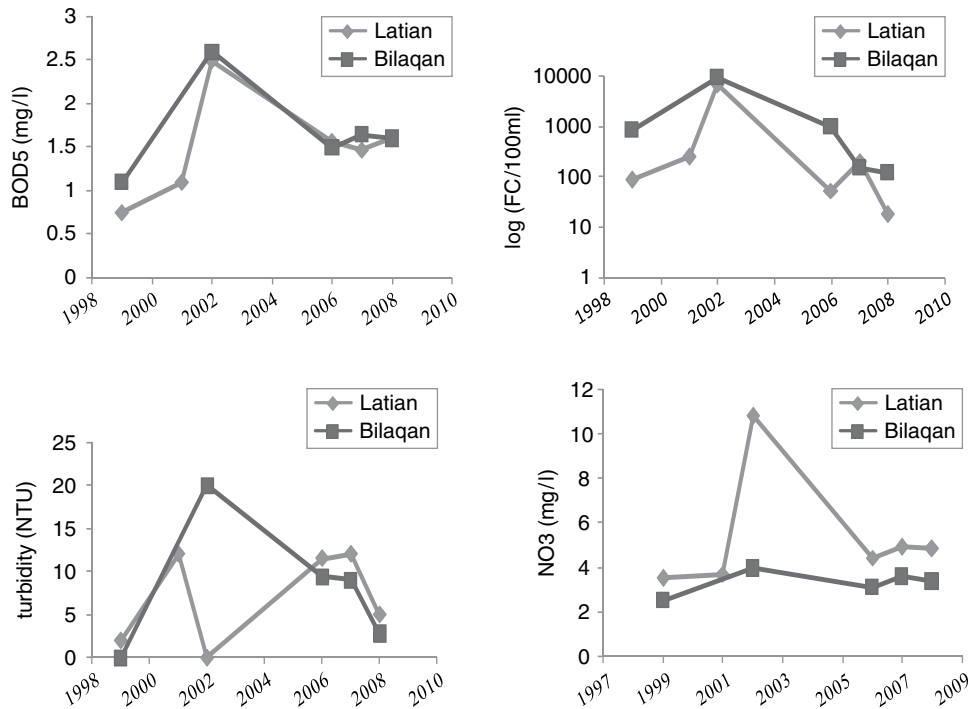 3
2.5
2
1.5
1
0.5
0
BOD5 (mg/l)
1998 2000 2002 2004 2006 2008 2010
Latian
Bilaqan
10000
1000
100
10
1
log (FC/100ml)
1998 2000 2002 2004 2006 2008 2010
Latian
Bilaqan
25
20
15
10
5
0
turbidity (NTU)
1998 2000 2002 2004 2006 2008 2010
Latian
Bilaqan
12
10
8
6
4
2
0
NO3 (mg/l)
1997 1999 2001 2003 2005 2007 2009
Latian
Bilaqan